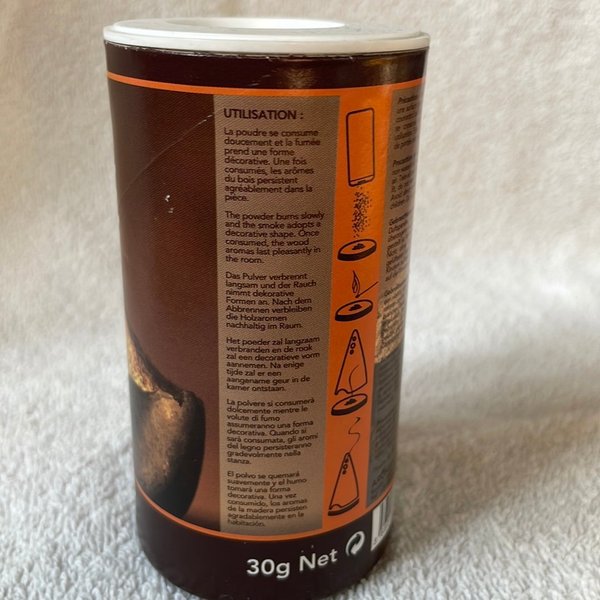 UTILISATION :
La poudre se consume
doucement et la fumée
prend une forme
décorative. Une fois
consumés, les arômes
du bois persistent
agréablement dans la
pièce.
The powder burns slowly
and the smoke adopts a
decorative shape. Once
consumed, the wood
aromas last pleasantly in
the room.
Das Pulver verbrennt
langsam und der Rauch
nimmt dekorative
Formen an. Nach dem
Abbrennen verbleiben
die Holzaromen
nachhaltig im Raum.
Het poeder zal langzaam
verbranden en de rook
zal een decoratieve vorm
aannemen. Na enige
tijde zal er een
aangename geur in de
kamer ontstaan.
La polvere si consumerà
dolcemente mentre le
volute di fumo
assumeranno una forma
decorativa. Quando si
sarà consumata, gli aromi
del legno persisteranno
gradevolmente nella
stanza.
El polvo se quemará
suavemente y el humo
tomará una forma
decorativa. Una vez
consumido, los aromas
de la madera persisten
agradablemente en la
habitación.
30g Net